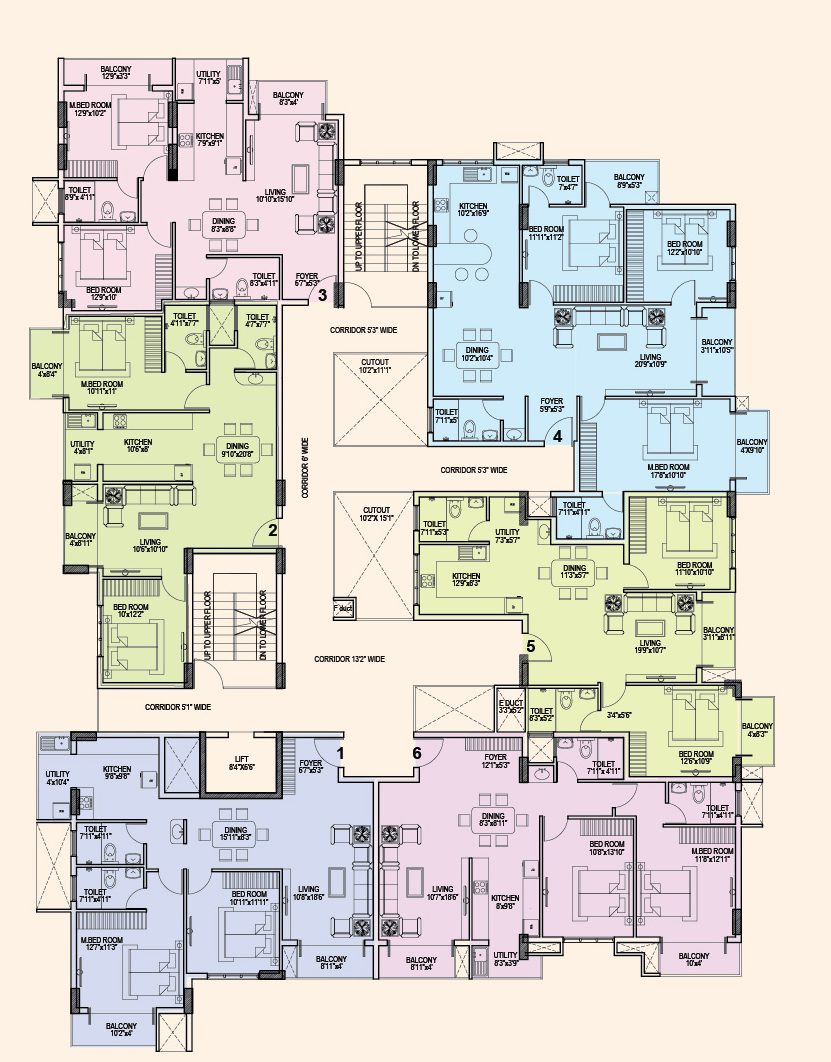 BALCONY
12'9"x3'3"
UTILITY
7'11"x5'
BALCONY
8'3"x4'
M.BED ROOM
12'9"x10'2"
KITCHEN
7'9"x9'1"
TOILET
8'9"x 4'11"
LIVING
10'10"x15'10"
DINING
8'3"x8'8"
BED ROOM
12'9"x10'
TOILET
8'3"x4'11"
FOYER
6'7"x5'3"
3
UP TO UPPER FLOOR
DN TO LOWER FLOOR
KITCHEN
10'2"x16'9"
TOILET
7'x4'7"
BALCONY
8'9"x5'3"
BED ROOM
11'11"x11'2"
BED ROOM
12'2"x10'10"
DINING
10'2"x10'4"
LIVING
20'9"x10'9"
BALCONY
3'11"x10'5"
TOILET
7'11"x5'
FOYER
5'9"x5'3"
4
M.BED ROOM
17'8"x10'10"
BALCONY
4'X9'10"
TOILET
7'11"x4'11"
CORRIDOR 5'3" WIDE
CUTOUT
10'2"x11'1"
CORRIDOR 6' WIDE
CORRIDOR 5'3" WIDE
CUTOUT
10'2"X 15'1"
TOILET
4'11"x7'7"
TOILET
4'7"x7'7"
BALCONY
4'x8'4"
M.BED ROOM
10'11"x11'
UTILITY
4'x8'1"
KITCHEN
10'6"x8'
DINING
9'10"x20'8"
2
BALCONY
4'x8'11"
LIVING
10'6"x10'10"
BED ROOM
10'x12'2"
UP TO UPPER FLOOR
DN TO LOWER FLOOR
F'duct
TOILET
7'11"x5'3"
UTILITY
7'3"x5'7"
KITCHEN
12'9"x8'3"
DINING
11'3"x5'7"
BED ROOM
11'10"x10'10"
LIVING
19'9"x10'7"
BALCONY
3'11"x8'11"
5
CORRIDOR 13'2" WIDE
E'DUCT
3'3"x5'2"
TOILET
8'3"x5'2"
3'4"x5'6"
BED ROOM
12'6"x10'9"
BALCONY
4'x8'3"
CORRIDOR 5'1" WIDE
LIFT
8'4"X6'6"
UTILITY
4'x10'4"
KITCHEN
9'8"x8'8"
FOYER
6'7"x5'3"
1
TOILET
7'11"x4'11"
DINING
15'11"x8'3"
TOILET
7'11"x4'11"
BED ROOM
10'11"x11'11"
LIVING
10'8"x18'6"
M.BED ROOM
12'7"x11'3"
BALCONY
8'11"x4'
BALCONY
10'2"x4'
6
FOYER
12'1"x5'3"
TOILET
7'11"x 4'11"
TOILET
7'11"x4'11"
DINING
8'3"x8'11"
BED ROOM
10'8"x13'10"
M.BED ROOM
11'8"x12'11"
LIVING
10'7"x18'6"
KITCHEN
8'x9'8"
UTILITY
8'3"x3'9"
BALCONY
8'11"x4'
BALCONY
10'x4'